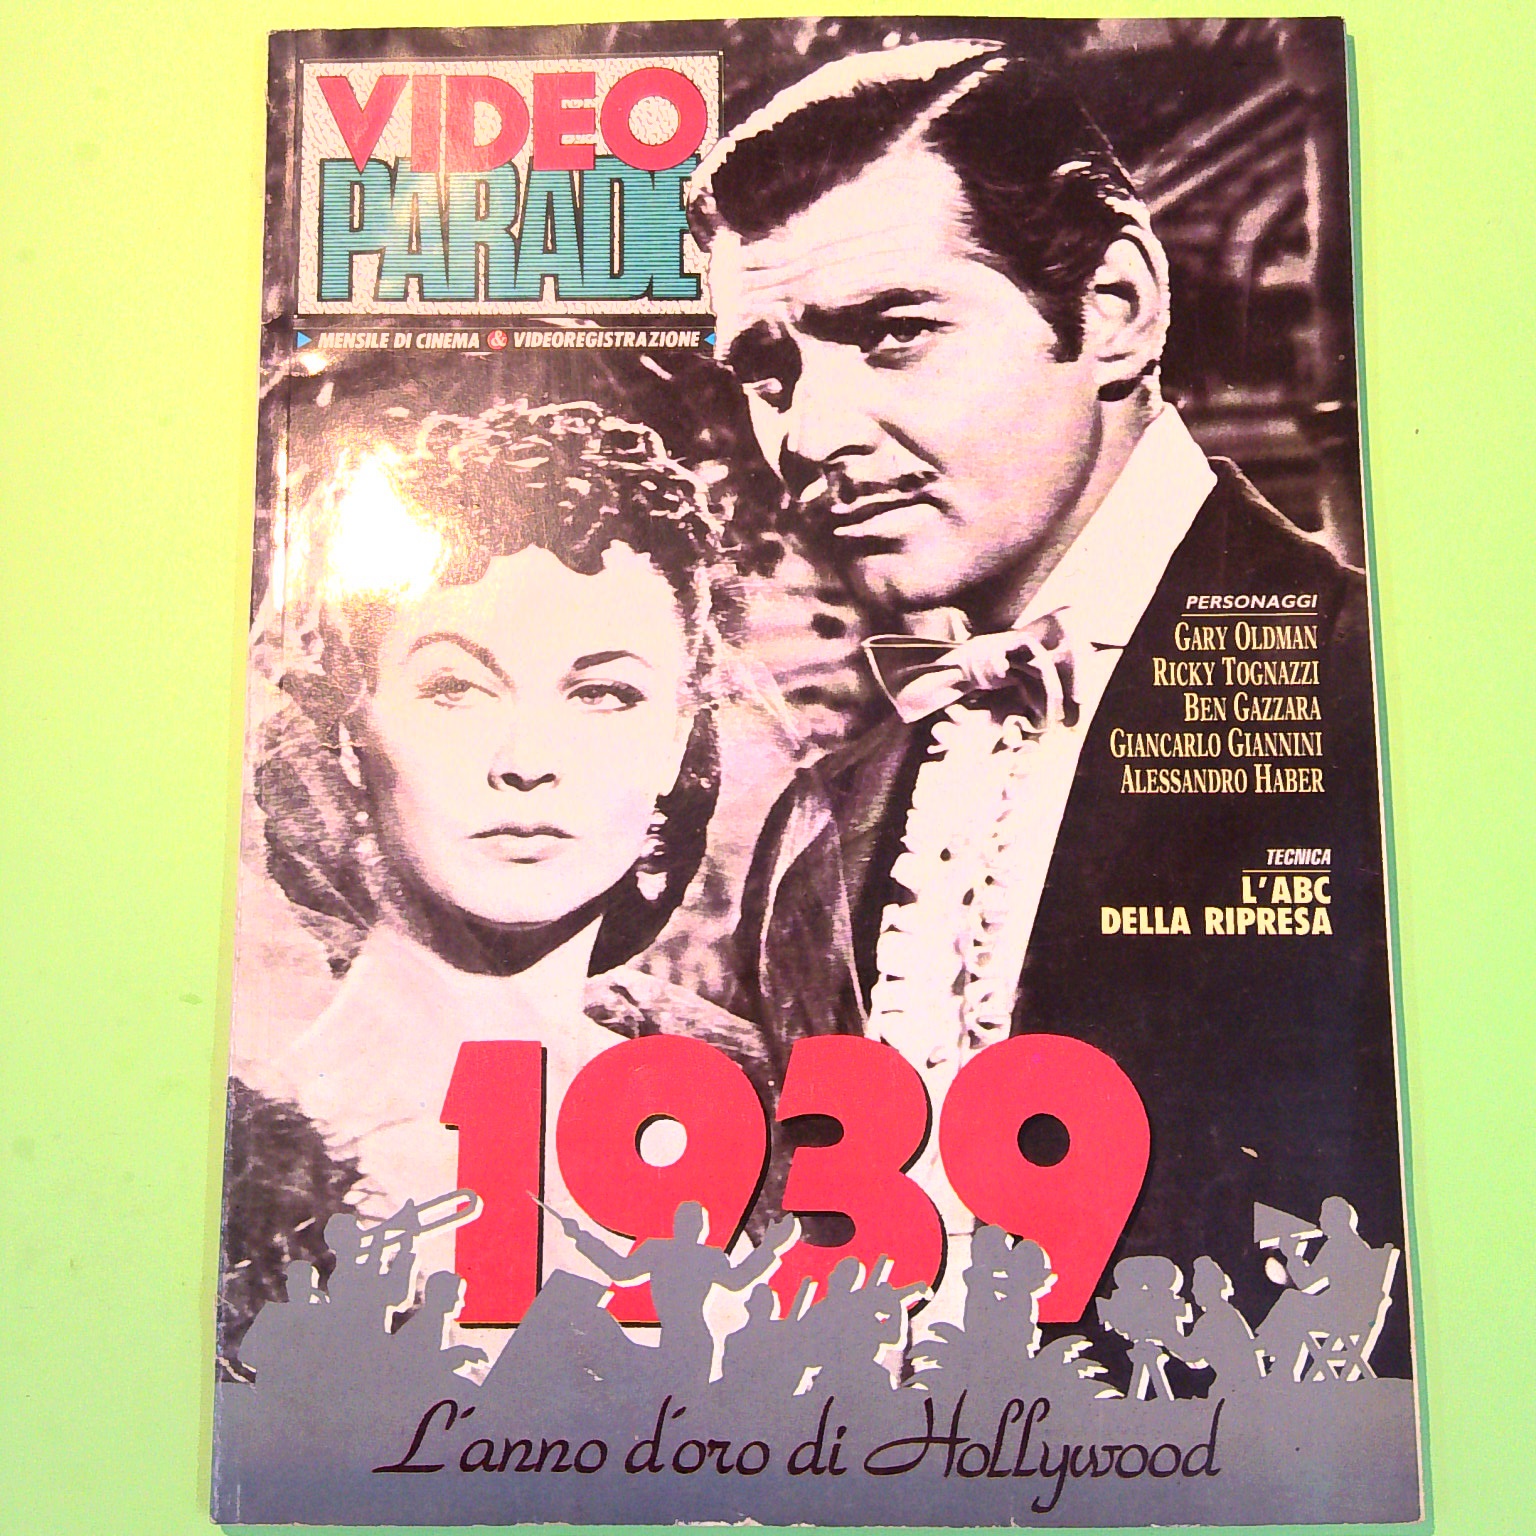 VIDEO
PARADE
MENSILE DI CINEMA & VIDEOREGISTRAZIONE
PERSONAGGI
GARY OLDMAN
RICKY TOGNAZZI
BEN GAZZARA
GIANCARLO GIANNINI
ALESSANDRO HABER
TECNICA
L'ABC
DELLA RIPRESA
1939
L'anno d'oro di Hollywood